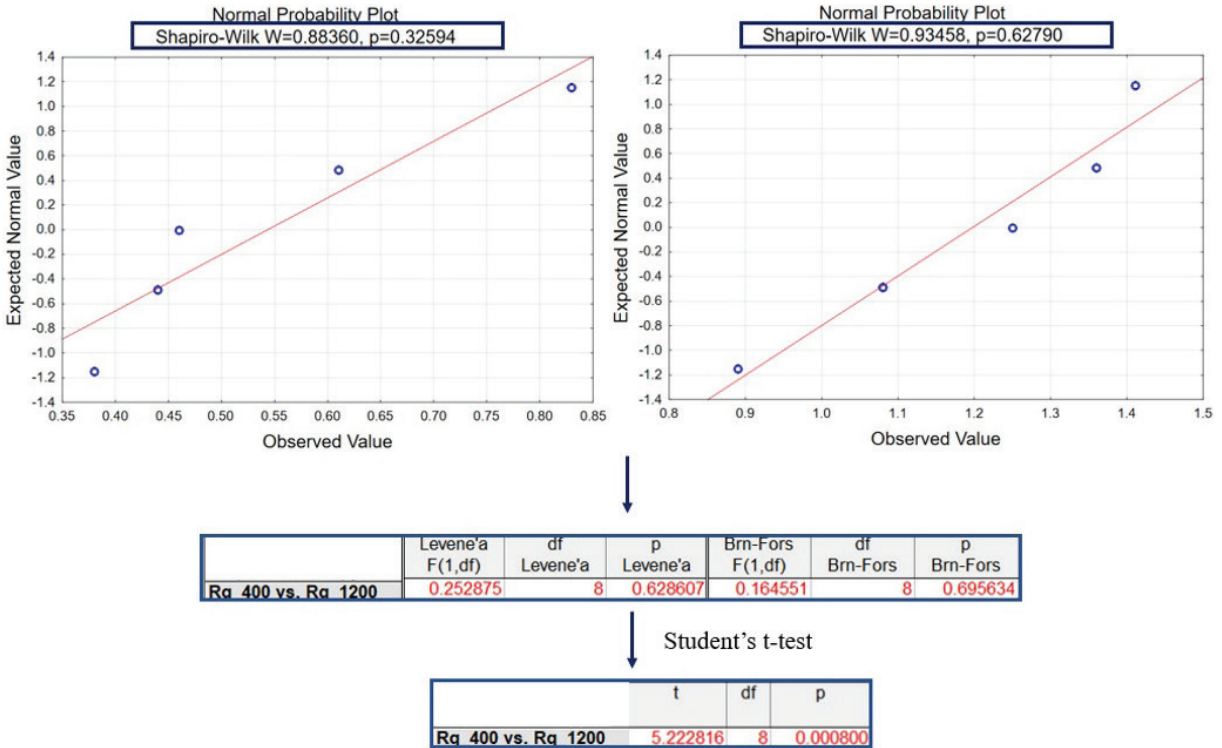 Normal Probability Plot
Shapiro-Wilk W=0.88360, p=0.32594
1.4
1.2
1.0
0.8
0.6
0.4
0.2
0.0
-0.2
-0.4
-0.6
-0.8
-1.0
-1.2
-1.4
Expected Normal Value
0.35 0.40 0.45 0.50 0.55 0.60 0.65 0.70 0.75 0.80 0.85
Observed Value
Normal Probability Plot
Shapiro-Wilk W=0.93458, p=0.62790
1.4
1.2
1.0
0.8
0.6
0.4
0.2
0.0
-0.2
-0.4
-0.6
-0.8
-1.0
-1.2
-1.4
Expected Normal Value
0.8 0.9 1.0 1.1 1.2 1.3 1.4 1.5
Observed Value
Levene'a df p Brn-Fors df p
F(1,df) Levene'a Levene'a F(1,df) Brn-Fors Brn-Fors
Rq_400 vs. Rq_1200 0.252875 8 0.628607 0.164551 8 0.695634
Student’s t-test
t df p
Rq_400 vs. Rq_1200 5.222816 8 0.000800